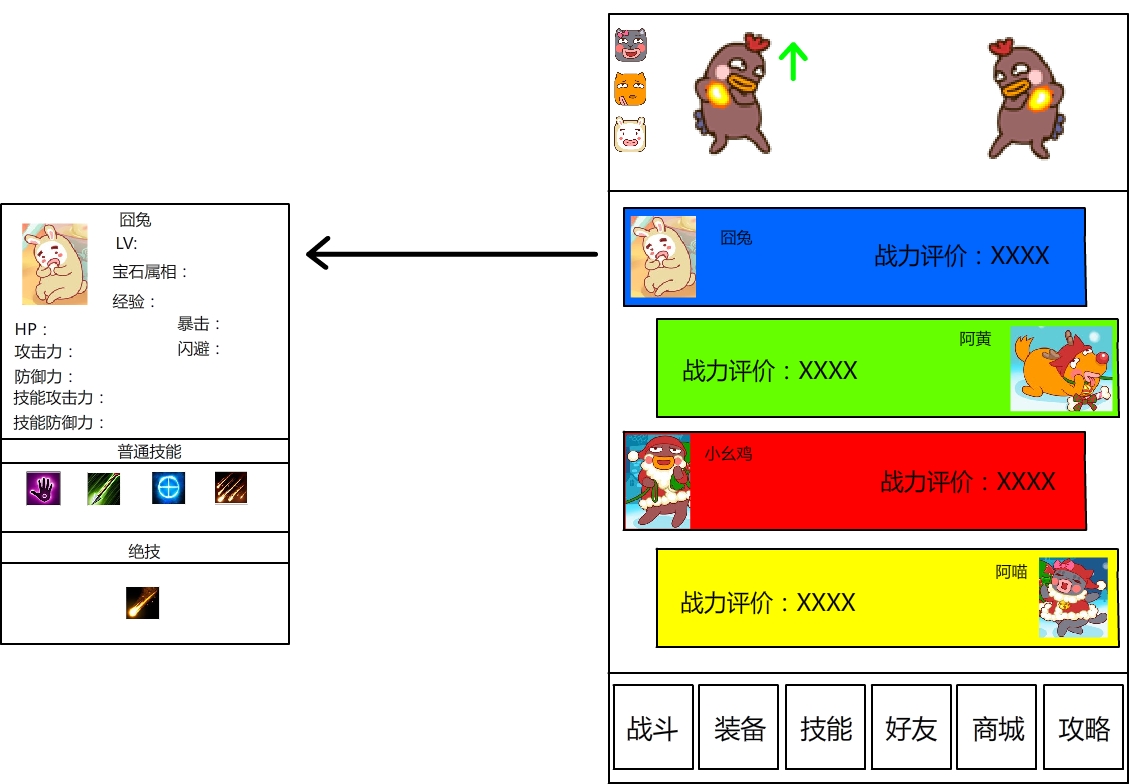 囧兔
LV:
宝石属相：
经验：
HP：
暴击：
攻击力：
闪避：
防御力：
技能攻击力：
技能防御力：
普通技能
绝技
囧兔
战力评价：XXXX
阿黄
战力评价：XXXX
小幺鸡
战力评价：XXXX
阿喵
战力评价：XXXX
战斗 装备 技能 好友 商城 攻略